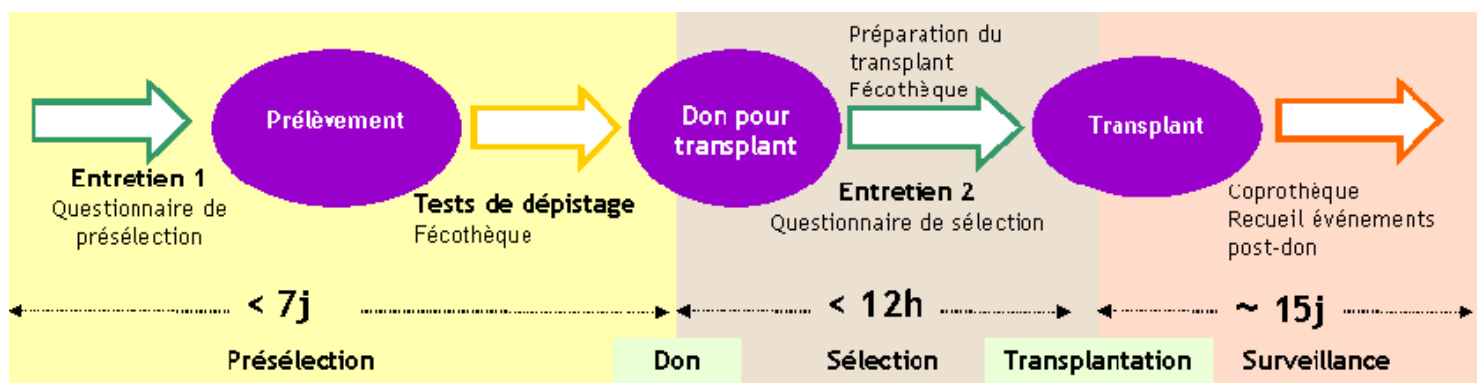 Entretien 1
Questionnaire de
présélection
Prélèvement
Tests de dépistage
Fécothèque
Don pour
transplant
Préparation du
transplant
Fécothèque
Entretien 2
Questionnaire de sélection
Transplant
Coprothèque
Recueil événements
post-don
< 7j
< 12h
~ 15j
Présélection
Don
Sélection
Transplantation
Surveillance